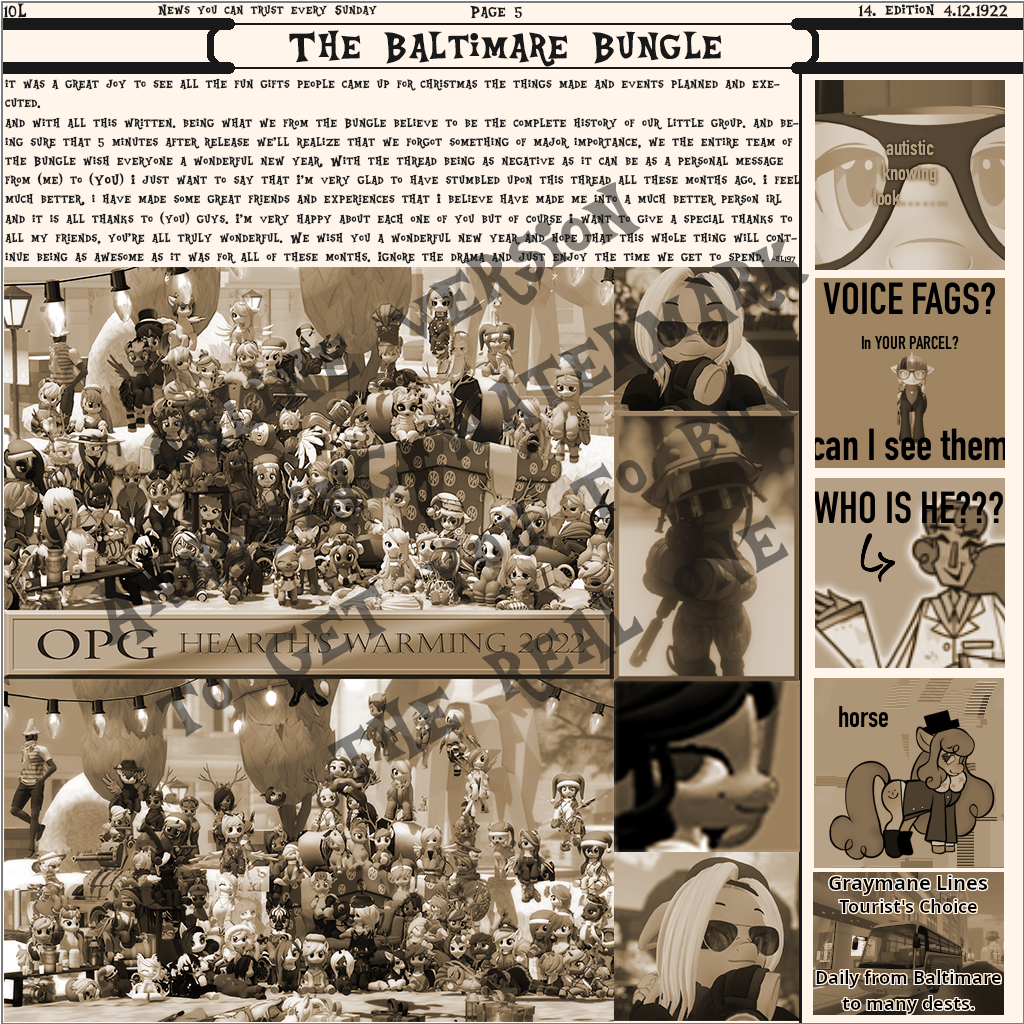 10L
News you can trust every Sunday
Page 5
14. Edition 4.12.1922
The Baltimare Bungle
it was a great joy to see all the fun gifts people came up for christmas the things made and events planned and exe-
cuted.
And with all this written. Being what we from the Bungle believe to be the complete history of our little group. And be-
ing sure that 5 minutes after release we'll realize that we forgot something of major importance, we the entire team of
the Bungle wish everyone a wonderful new year. With the thread being as negative as it can be as a personal message
from (me) to (you) i just want to say that i'm very glad to have stumbled upon this thread all these months ago. i feel
much better, i have made some great friends and experiences that i believe have made me into a much better person irl
and it is all thanks to (you) guys. i'm very happy about each one of you but of course i want to give a special thanks to
all my friends. you're all truly wonderful. We wish you a wonderful new year and hope that this whole thing will cont-
inue being as awesome as it was for all of these months. ignore the drama and just enjoy the time we get to spend.
OPG HEARTH'S WARMING 2022
autistic
knowing
look........
VOICE FAGS?
In YOUR PARCEL?
can I see them
WHO IS HE???
horse
Graymane Lines
Tourist's Choice
Daily from Baltimare
to many dests.
VERSION
WATERMARK
TO BUY
TO GET
THE REAL ONE